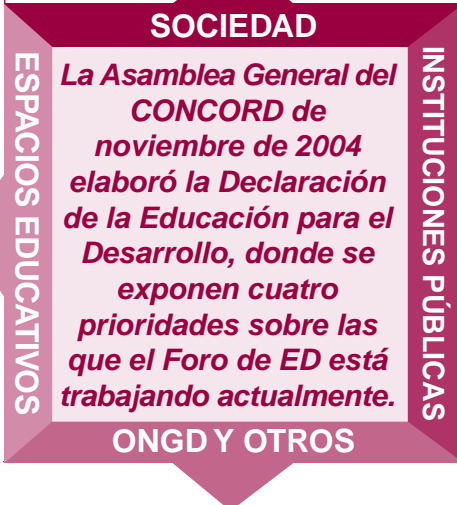 SOCIEDAD
ESPACIOS EDUCATIVOS
La Asamblea General del
CONCORD de
noviembre de 2004
elaboró la Declaración
de la Educación para el
Desarrollo, donde se
exponen cuatro
prioridades sobre las
que el Foro de ED está
trabajando actualmente.
INSTITUCIONES PÚBLICAS
ONGD Y OTROS